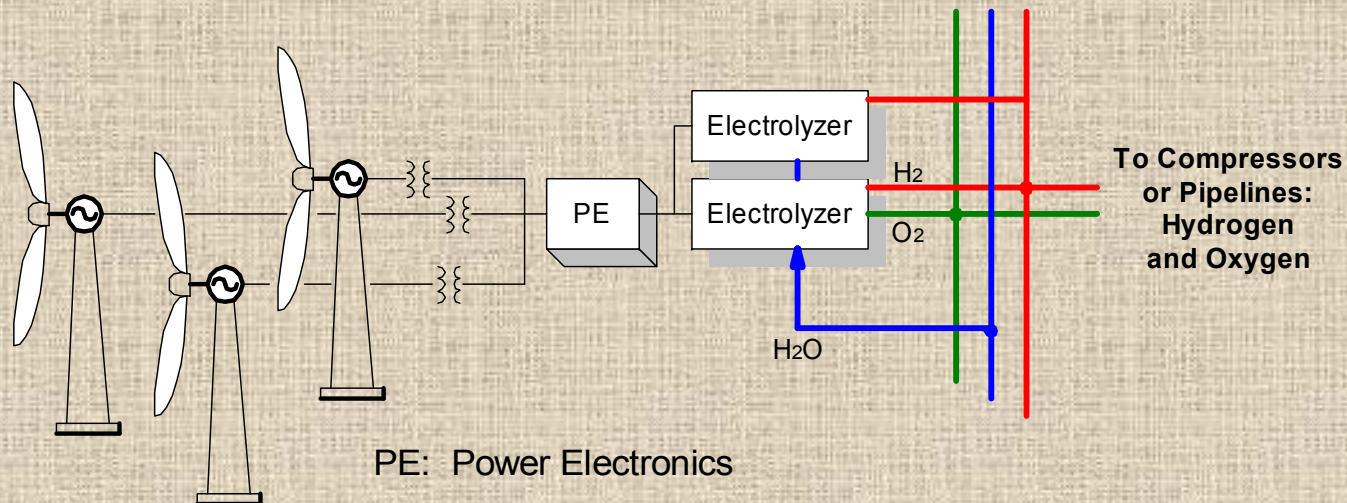 Electrolyzer
H2
To Compressors
or Pipelines:
Hydrogen
and Oxygen
PE
Electrolyzer
O2
H2O
PE: Power Electronics